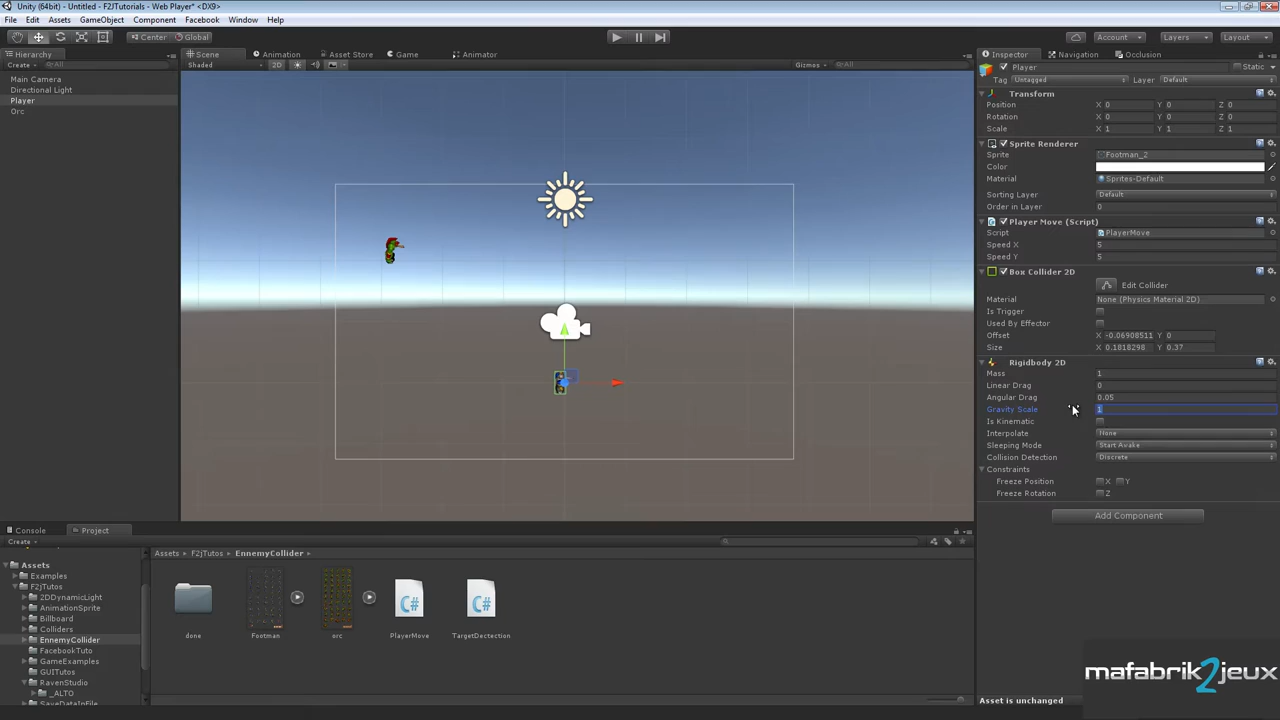 Unity (64bit) - Untitled - F2JTutorials - Web Player* <DX9>
File Edit Assets GameObject Component Facebook Window Help
Center Global Account Layers Layout
Hierarchy Scene Animation Asset Store Game Animator Inspector Navigation Occlusion
Create All Shaded 2D Gizmos All Player Static
Main Camera Tag Untagged Layer Default
Directional Light Transform
Player Position X 0 Y 0 Z 0
Orc Rotation X 0 Y 0 Z 0
Scale X 1 Y 1 Z 1
Sprite Renderer
Sprite Footman_2
Color
Material Sprites-Default
Sorting Layer Default
Order in Layer 0
Player Move (Script)
Script PlayerMove
Speed X 5
Speed Y 5
Box Collider 2D
Edit Collider
Material None (Physics Material 2D)
Is Trigger
Used By Effector
Offset X -0.06908511 Y 0
Size X 0.1818298 Y 0.37
Rigidbody 2D
Mass 1
Linear Drag 0
Angular Drag 0.05
Gravity Scale 1
Is Kinematic
Interpolate None
Sleeping Mode Start Awake
Collision Detection Discrete
Constraints
Freeze Position X Y
Freeze Rotation Z
Add Component
Console Project
Create
Assets > F2jTutos > EnnemyCollider
Assets
Examples
F2jTutos
2DDynamicLight
AnimationSprite
Billboard
Colliders
EnnemyCollider
FacebookTuto
GameExamples
GUITutos
RavenStudio
_ALTO
SaveDataInFile
done Footman orc PlayerMove TargetDectection
mafabrik2jeux
Asset is unchanged